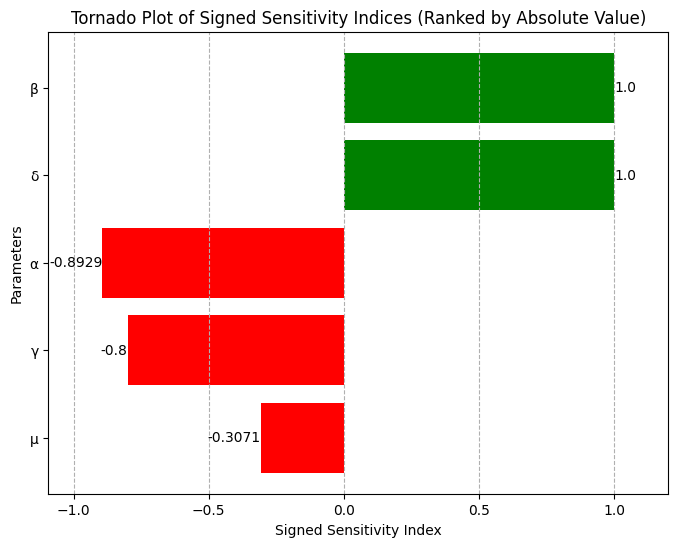 Tornado Plot of Signed Sensitivity Indices (Ranked by Absolute Value)
β
1.0
δ
1.0
α
-0.8929
γ
-0.8
μ
-0.3071
Parameters
−1.0
−0.5
0.0
0.5
1.0
Signed Sensitivity Index